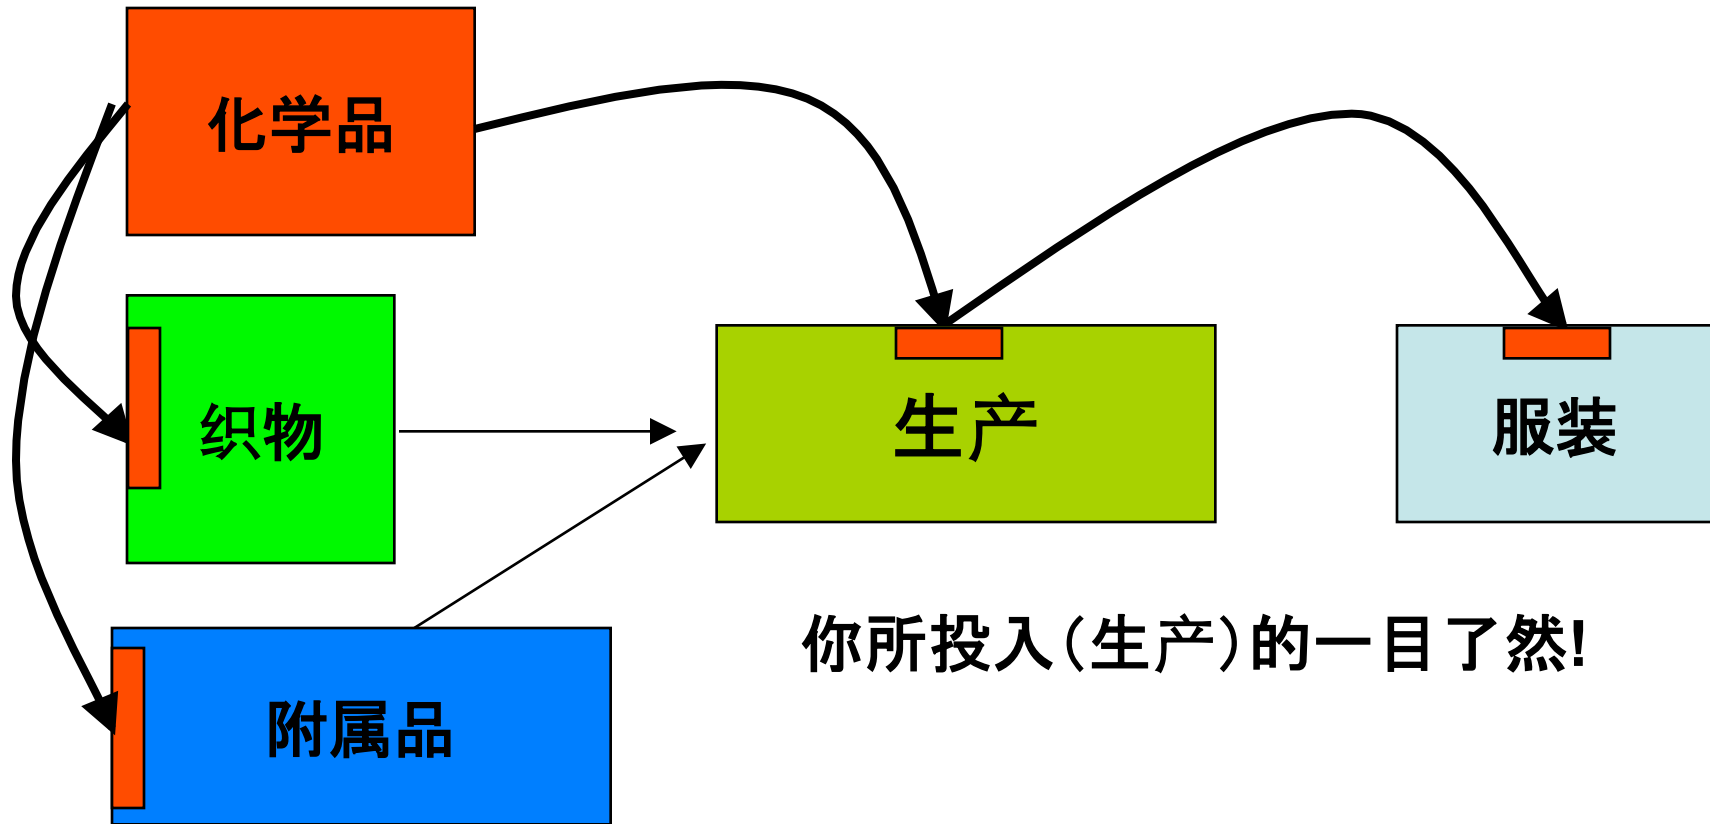 化学品
织物
生产
服装
你所投入(生产)的一目了然!
附属品